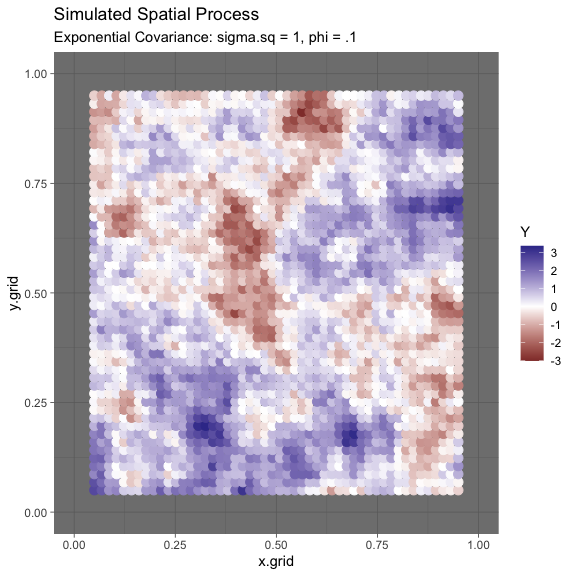 Simulated Spatial Process
Exponential Covariance: sigma.sq = 1, phi = .1
1.00
0.75
0.50
0.25
0.00
y.grid
0.00 0.25 0.50 0.75 1.00
x.grid
Y
3
2
1
0
-1
-2
-3